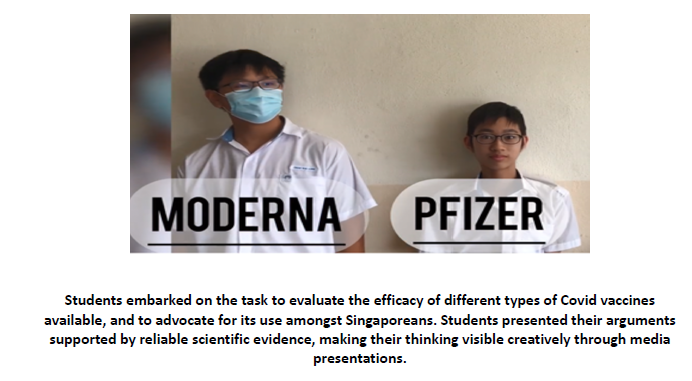 MODERNA
PFIZER
Students embarked on the task to evaluate the efficacy of different types of Covid vaccines
available, and to advocate for its use amongst Singaporeans. Students presented their arguments
supported by reliable scientific evidence, making their thinking visible creatively through media
presentations.